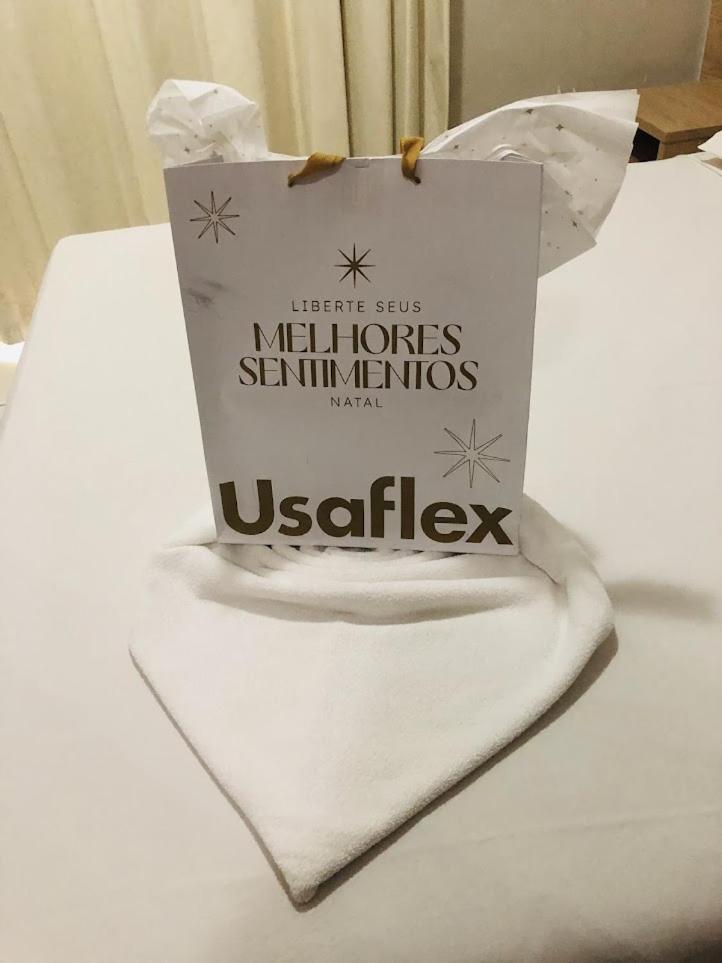 LIBERTE SEUS
MELHORES
SENTIMENTOS
NATAL
Usaflex